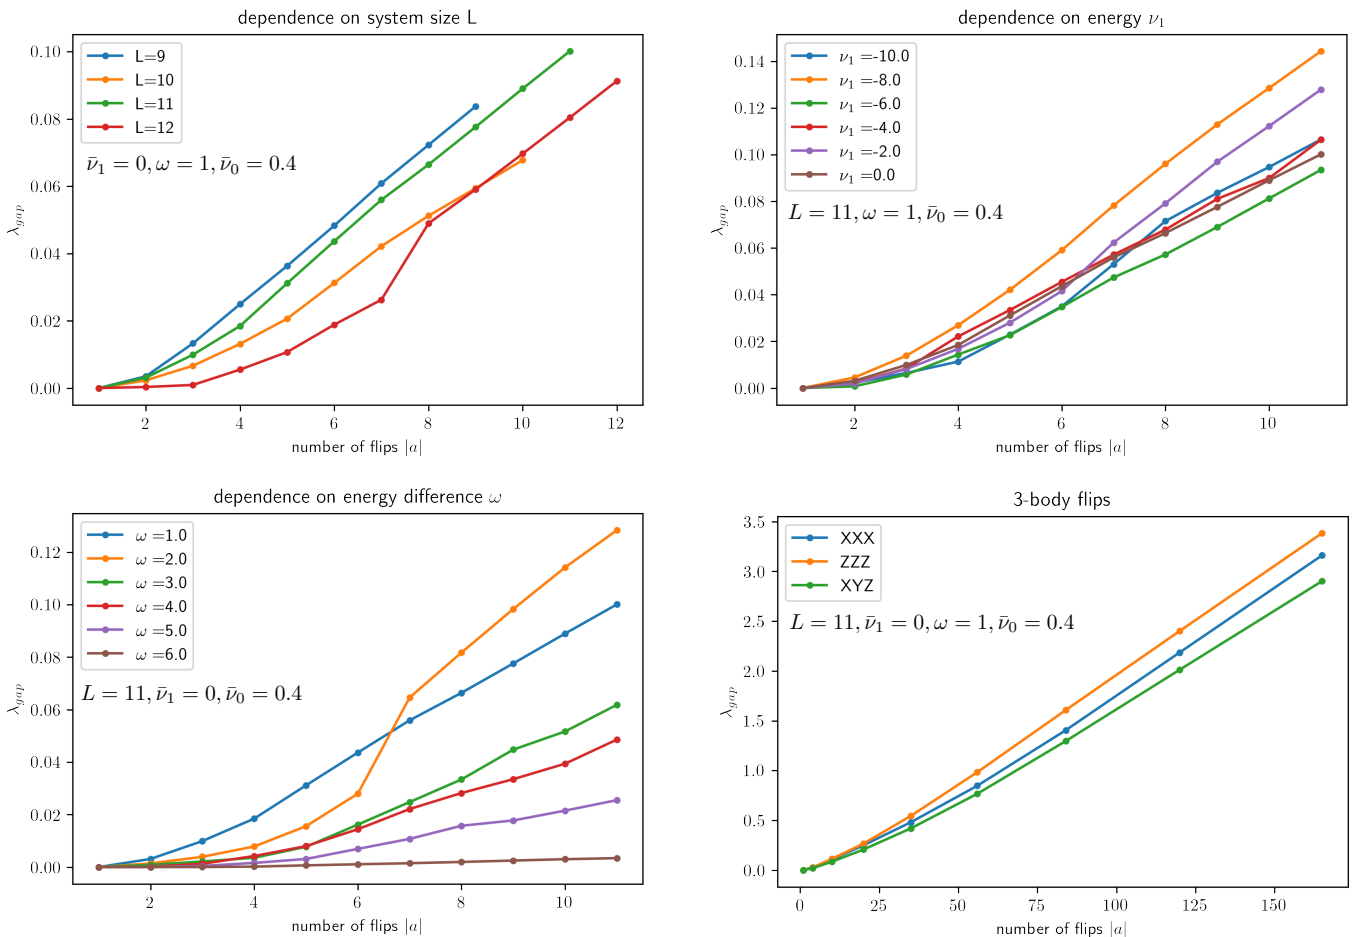 dependence on system size L
0.10
0.08
0.06
0.04
0.02
0.00
λ_gap
L=9
L=10
L=11
L=12
ν̄₁ = 0, ω = 1, ν̄₀ = 0.4
2 4 6 8 10 12
number of flips |a|
dependence on energy ν₁
0.14
0.12
0.10
0.08
0.06
0.04
0.02
0.00
λ_gap
ν₁ =-10.0
ν₁ =-8.0
ν₁ =-6.0
ν₁ =-4.0
ν₁ =-2.0
ν₁ =0.0
L = 11, ω = 1, ν̄₀ = 0.4
2 4 6 8 10
number of flips |a|
dependence on energy difference ω
0.12
0.10
0.08
0.06
0.04
0.02
0.00
λ_gap
ω =1.0
ω =2.0
ω =3.0
ω =4.0
ω =5.0
ω =6.0
L = 11, ν̄₁ = 0, ν̄₀ = 0.4
2 4 6 8 10
number of flips |a|
3-body flips
3.5
3.0
2.5
2.0
1.5
1.0
0.5
0.0
λ_gap
XXX
ZZZ
XYZ
L = 11, ν̄₁ = 0, ω = 1, ν̄₀ = 0.4
0 25 50 75 100 125 150
number of flips |a|